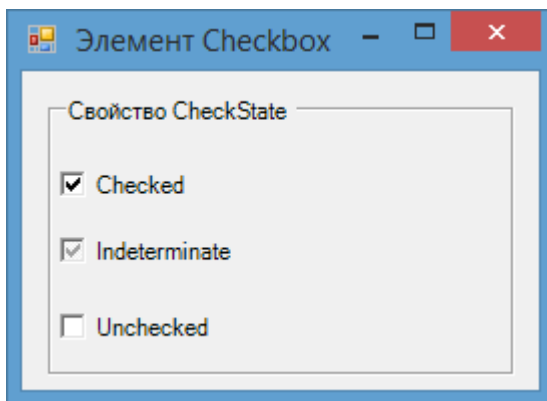 Элемент Checkbox
Свойство CheckState
Checked
Indeterminate
Unchecked